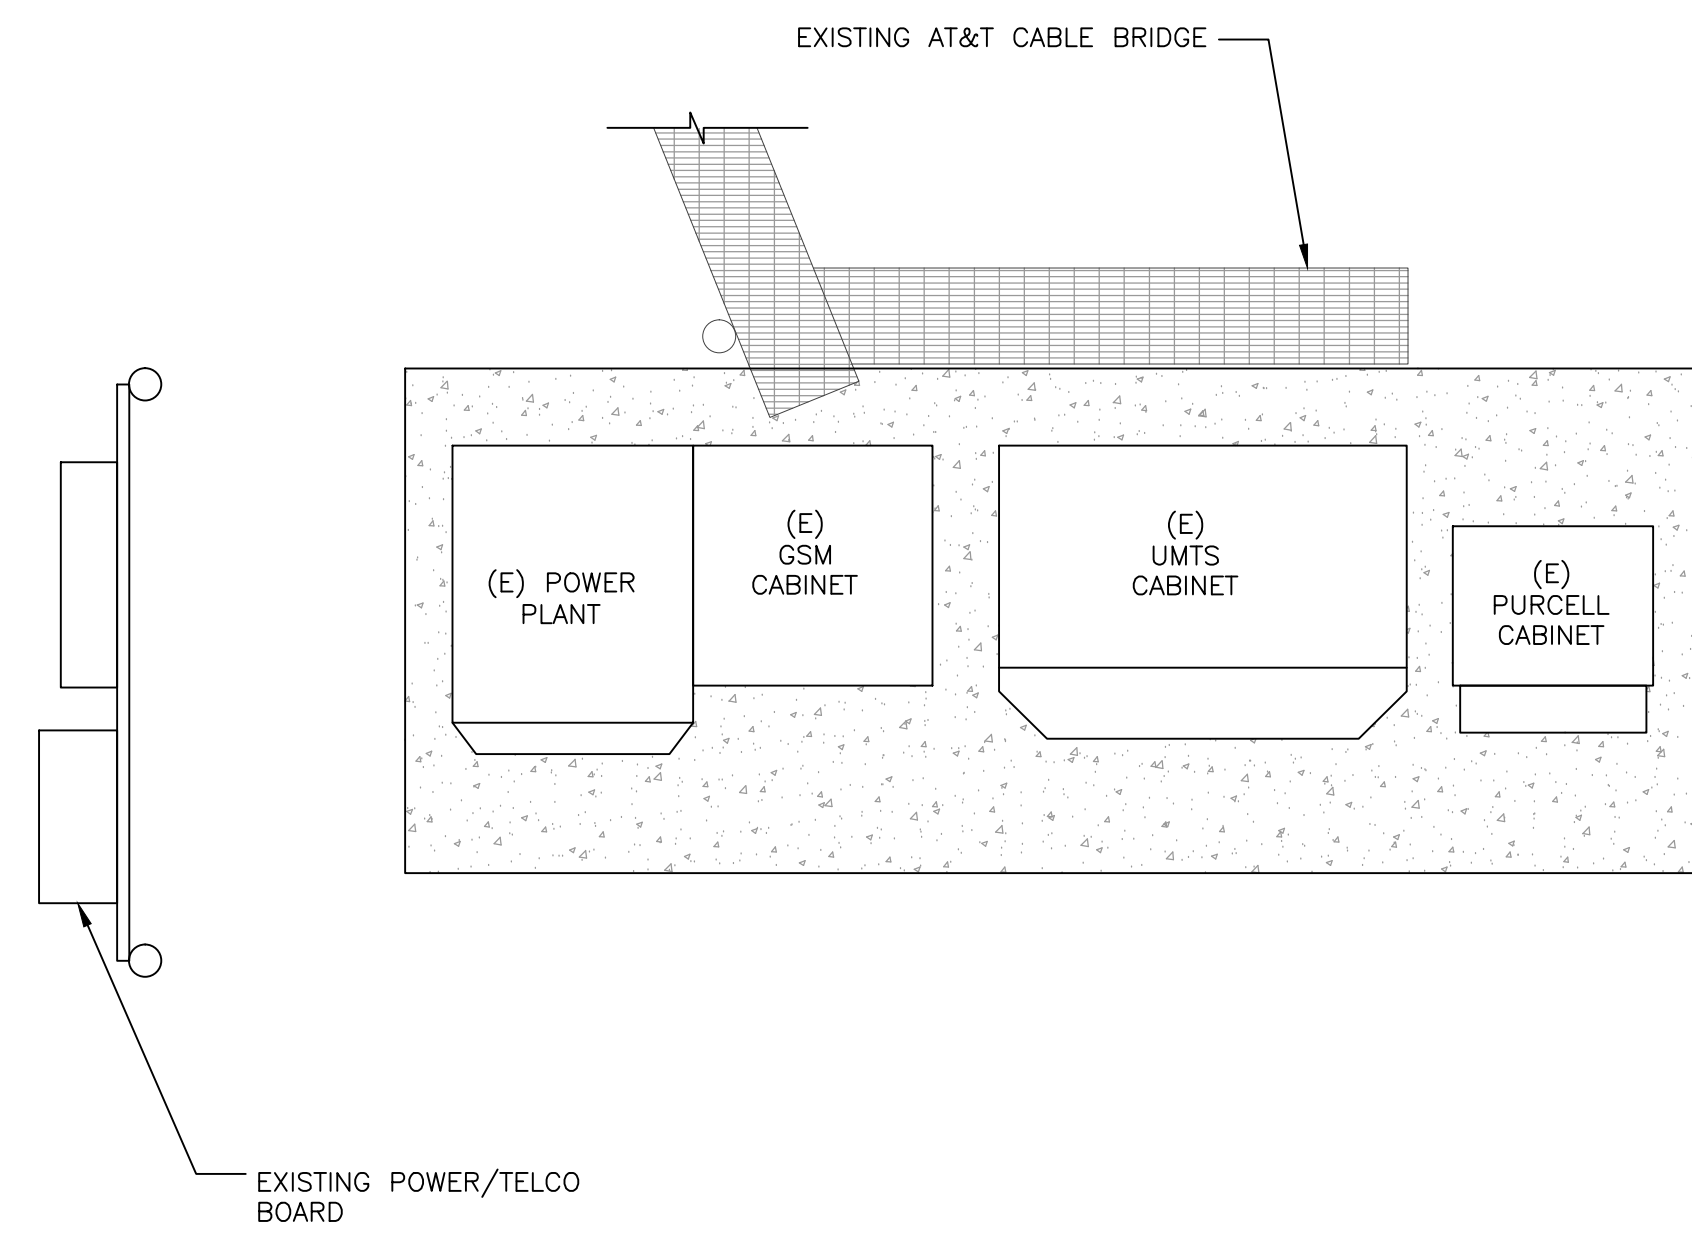 EXISTING AT&T CABLE BRIDGE
(E)
GSM
CABINET
(E)
UMTS
CABINET
(E) POWER
PLANT
(E)
PURCELL
CABINET
EXISTING POWER/TELCO
BOARD